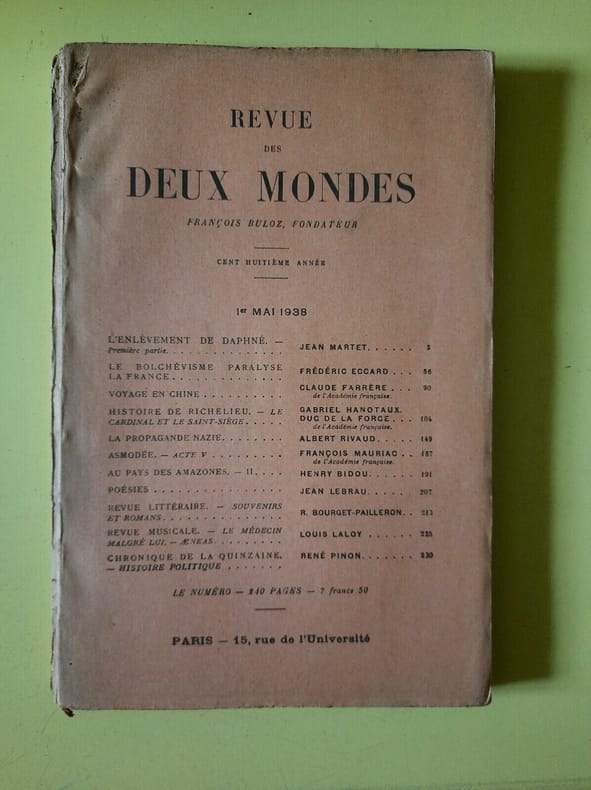 REVUE
DES
DEUX MONDES
FRANÇOIS BULOZ, FONDATEUR
CENT HUITIÈME ANNÉE
1er MAI 1938
L'ENLÈVEMENT DE DAPHNÉ. —
Première partie. . . . . . . . . . . . . . . JEAN MARTET. . . . . . 5
LE BOLCHÉVISME PARALYSE
LA FRANCE. . . . . . . . . . . . . . FRÉDÉRIC ECCARD . . . 56
VOYAGE EN CHINE . . . . . . . . . . CLAUDE FARRÈRE . . . 90
de l'Académie française.
HISTOIRE DE RICHELIEU. — LE GABRIEL HANOTAUX.
CARDINAL ET LE SAINT-SIÈGE. . . . . DUC DE LA FORCE . . . 104
de l'Académie française.
LA PROPAGANDE NAZIE. . . . . . . . ALBERT RIVAUD. . . . . 149
ASMODÉE. — ACTE V . . . . . . . . . FRANÇOIS MAURIAC . . 167
de l'Académie française.
AU PAYS DES AMAZONES. — II. . . . HENRY BIDOU. . . . . . 191
POÉSIES . . . . . . . . . . . . . . . . JEAN LEBRAU. . . . . . 207
REVUE LITTÉRAIRE. — SOUVENIRS
ET ROMANS. . . . . . . . . . . . . . . R. BOURGET-PAILLERON. . 213
REVUE MUSICALE. — LE MÉDECIN
MALGRÉ LUI. — ÆNEAS. . . . . . . . . LOUIS LALOY . . . . . . 225
CHRONIQUE DE LA QUINZAINE.
— HISTOIRE POLITIQUE . . . . . . . RENÉ PINON. . . . . . . 230
LE NUMÉRO — 240 PAGES — 7 francs 50
PARIS — 15, rue de l'Université